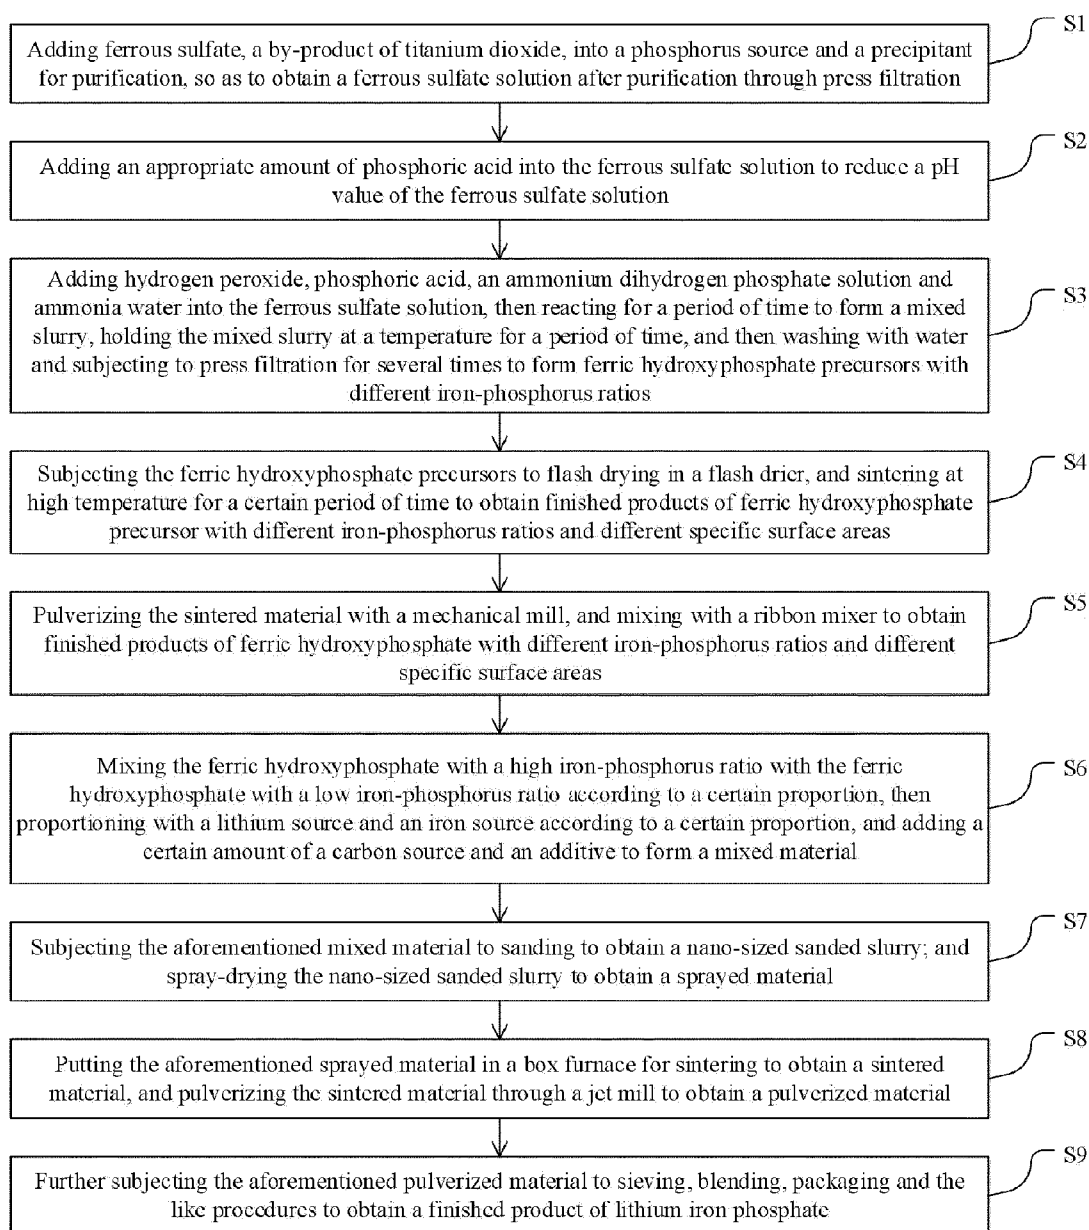 S1
Adding ferrous sulfate, a by-product of titanium dioxide, into a phosphorus source and a precipitant
for purification, so as to obtain a ferrous sulfate solution after purification through press filtration
S2
Adding an appropriate amount of phosphoric acid into the ferrous sulfate solution to reduce a pH
value of the ferrous sulfate solution
S3
Adding hydrogen peroxide, phosphoric acid, an ammonium dihydrogen phosphate solution and
ammonia water into the ferrous sulfate solution, then reacting for a period of time to form a mixed
slurry, holding the mixed slurry at a temperature for a period of time, and then washing with water
and subjecting to press filtration for several times to form ferric hydroxyphosphate precursors with
different iron-phosphorus ratios
S4
Subjecting the ferric hydroxyphosphate precursors to flash drying in a flash drier, and sintering at
high temperature for a certain period of time to obtain finished products of ferric hydroxyphosphate
precursor with different iron-phosphorus ratios and different specific surface areas
S5
Pulverizing the sintered material with a mechanical mill, and mixing with a ribbon mixer to obtain
finished products of ferric hydroxyphosphate with different iron-phosphorus ratios and different
specific surface areas
S6
Mixing the ferric hydroxyphosphate with a high iron-phosphorus ratio with the ferric
hydroxyphosphate with a low iron-phosphorus ratio according to a certain proportion, then
proportioning with a lithium source and an iron source according to a certain proportion, and adding a
certain amount of a carbon source and an additive to form a mixed material
S7
Subjecting the aforementioned mixed material to sanding to obtain a nano-sized sanded slurry; and
spray-drying the nano-sized sanded slurry to obtain a sprayed material
S8
Putting the aforementioned sprayed material in a box furnace for sintering to obtain a sintered
material, and pulverizing the sintered material through a jet mill to obtain a pulverized material
S9
Further subjecting the aforementioned pulverized material to sieving, blending, packaging and the
like procedures to obtain a finished product of lithium iron phosphate